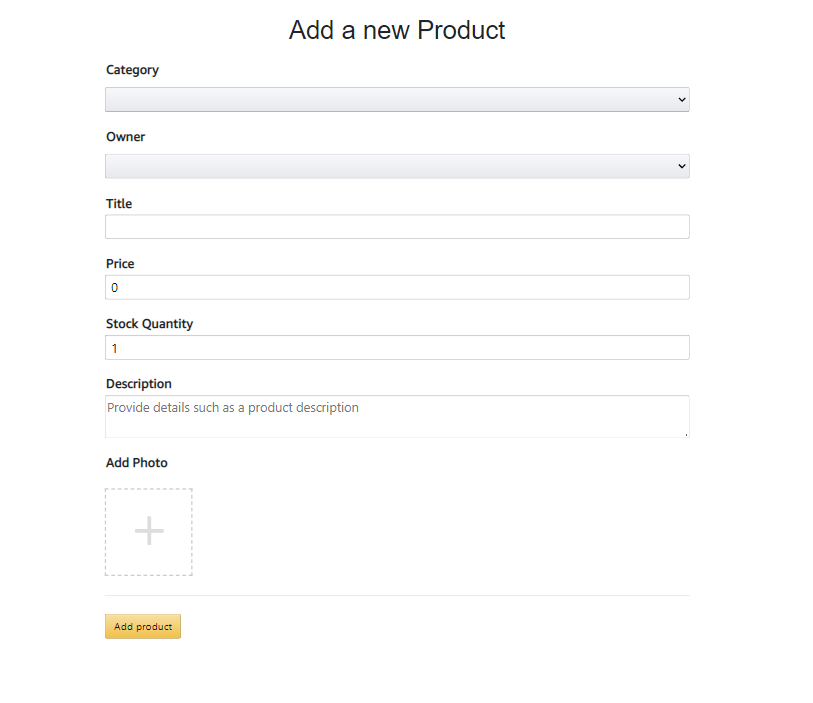 Add a new Product
Category
Owner
Title
Price
0
Stock Quantity
1
Description
Provide details such as a product description
Add Photo
Add product